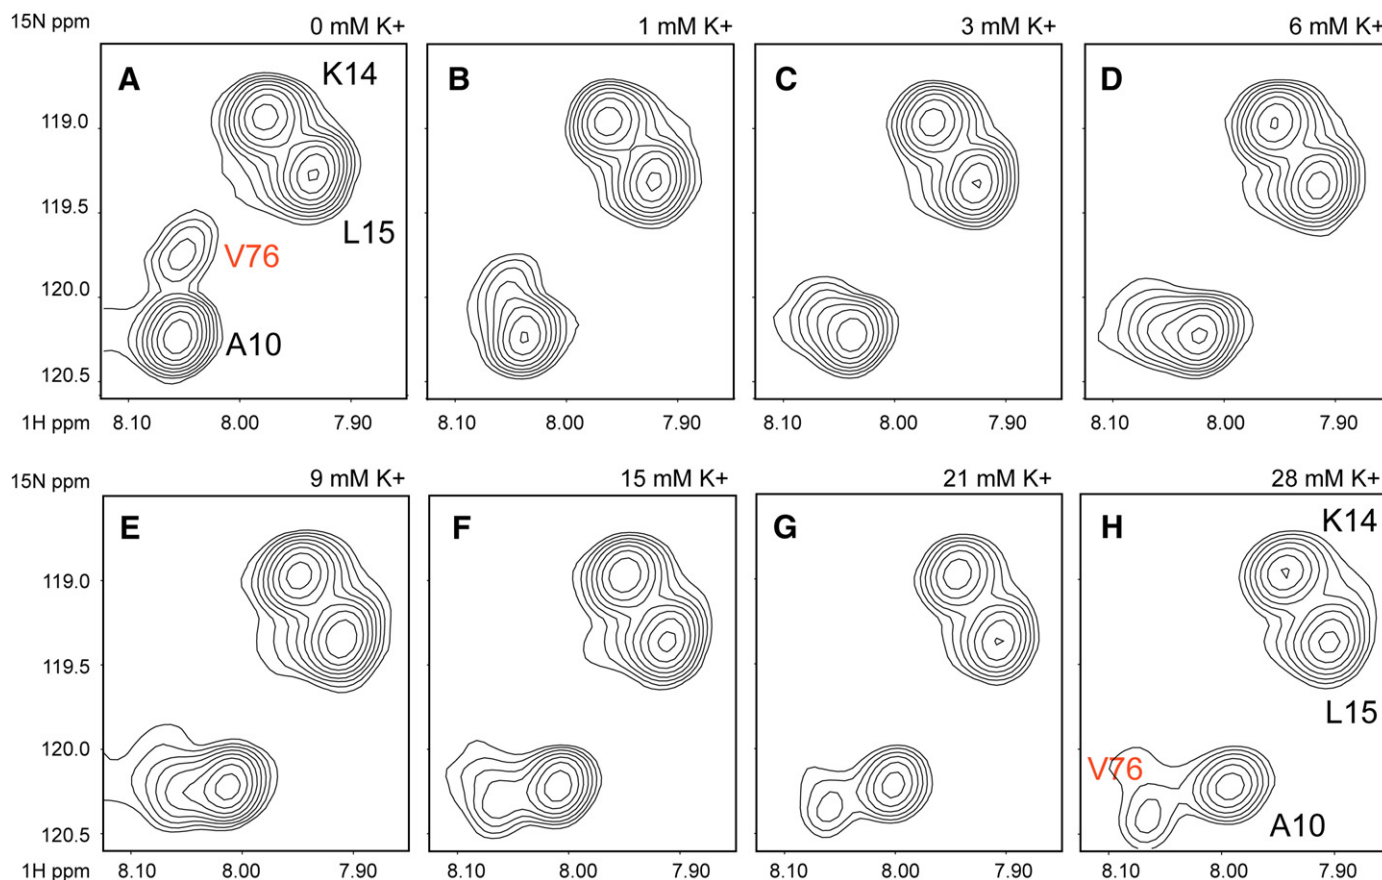 15N ppm 0 mM K+ 1 mM K+ 3 mM K+ 6 mM K+
A K14 B C D
119.0
119.5
L15
V76
120.0
A10
120.5
1H ppm 8.10 8.00 7.90 8.10 8.00 7.90 8.10 8.00 7.90 8.10 8.00 7.90
15N ppm 9 mM K+ 15 mM K+ 21 mM K+ 28 mM K+
E F G H K14
119.0
119.5
L15
120.0
V76
A10
120.5
1H ppm 8.10 8.00 7.90 8.10 8.00 7.90 8.10 8.00 7.90 8.10 8.00 7.90